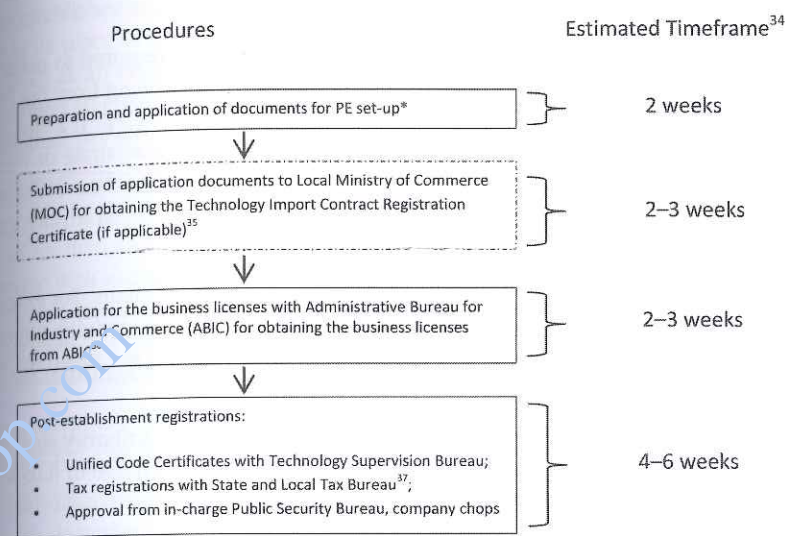 Procedures
Estimated Timeframe34
Preparation and application of documents for PE set-up*
2 weeks
Submission of application documents to Local Ministry of Commerce
(MOC) for obtaining the Technology Import Contract Registration
Certificate (if applicable)35
2–3 weeks
Application for the business licenses with Administrative Bureau for
Industry and Commerce (ABIC) for obtaining the business licenses
from ABIC
2–3 weeks
Post-establishment registrations:
• Unified Code Certificates with Technology Supervision Bureau;
• Tax registrations with State and Local Tax Bureau37;
• Approval from in-charge Public Security Bureau, company chops
4–6 weeks
op.com